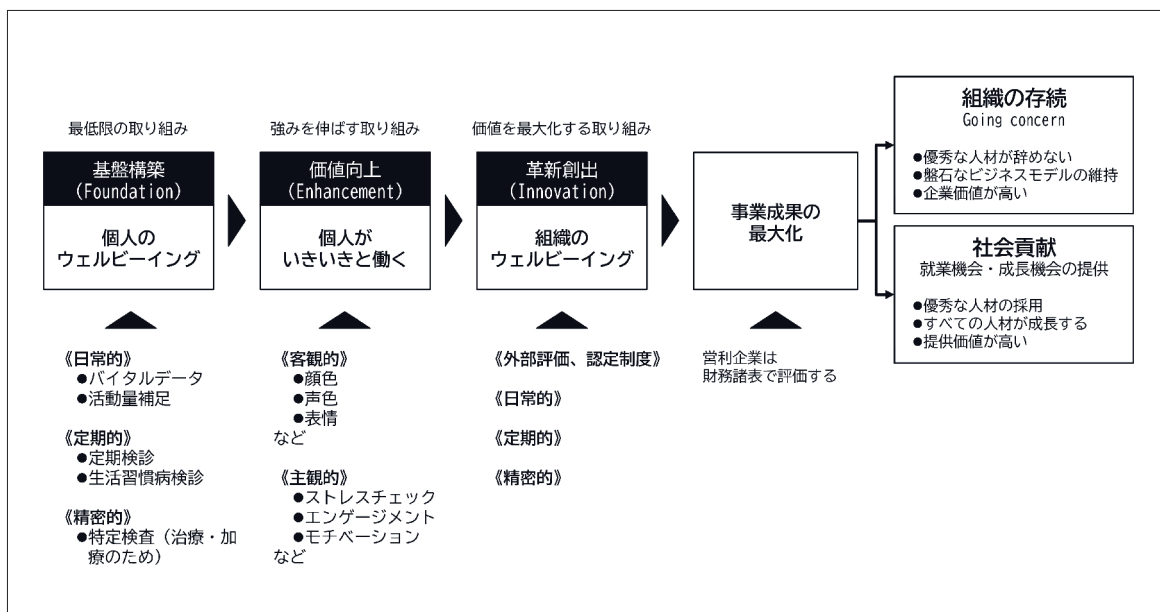 最低限の取り組み
基盤構築
(Foundation)
個人の
ウェルビーイング
《日常的》
●バイタルデータ
●活動量補足
《定期的》
●定期検診
●生活習慣病検診
《精密的》
●特定検査(治療・加
療のため)
強みを伸ばす取り組み
価値向上
(Enhancement)
個人が
いきいきと働く
《客観的》
●顔色
●声色
●表情
など
《主観的》
●ストレスチェック
●エンゲージメント
●モチベーション
など
価値を最大化する取り組み
革新創出
(Innovation)
組織の
ウェルビーイング
《外部評価、認定制度》
《日常的》
《定期的》
《精密的》
事業成果の
最大化
営利企業は
財務諸表で評価する
組織の存続
Going concern
●優秀な人材が辞めない
●盤石なビジネスモデルの維持
●企業価値が高い
社会貢献
就業機会・成長機会の提供
●優秀な人材の採用
●すべての人材が成長する
●提供価値が高い